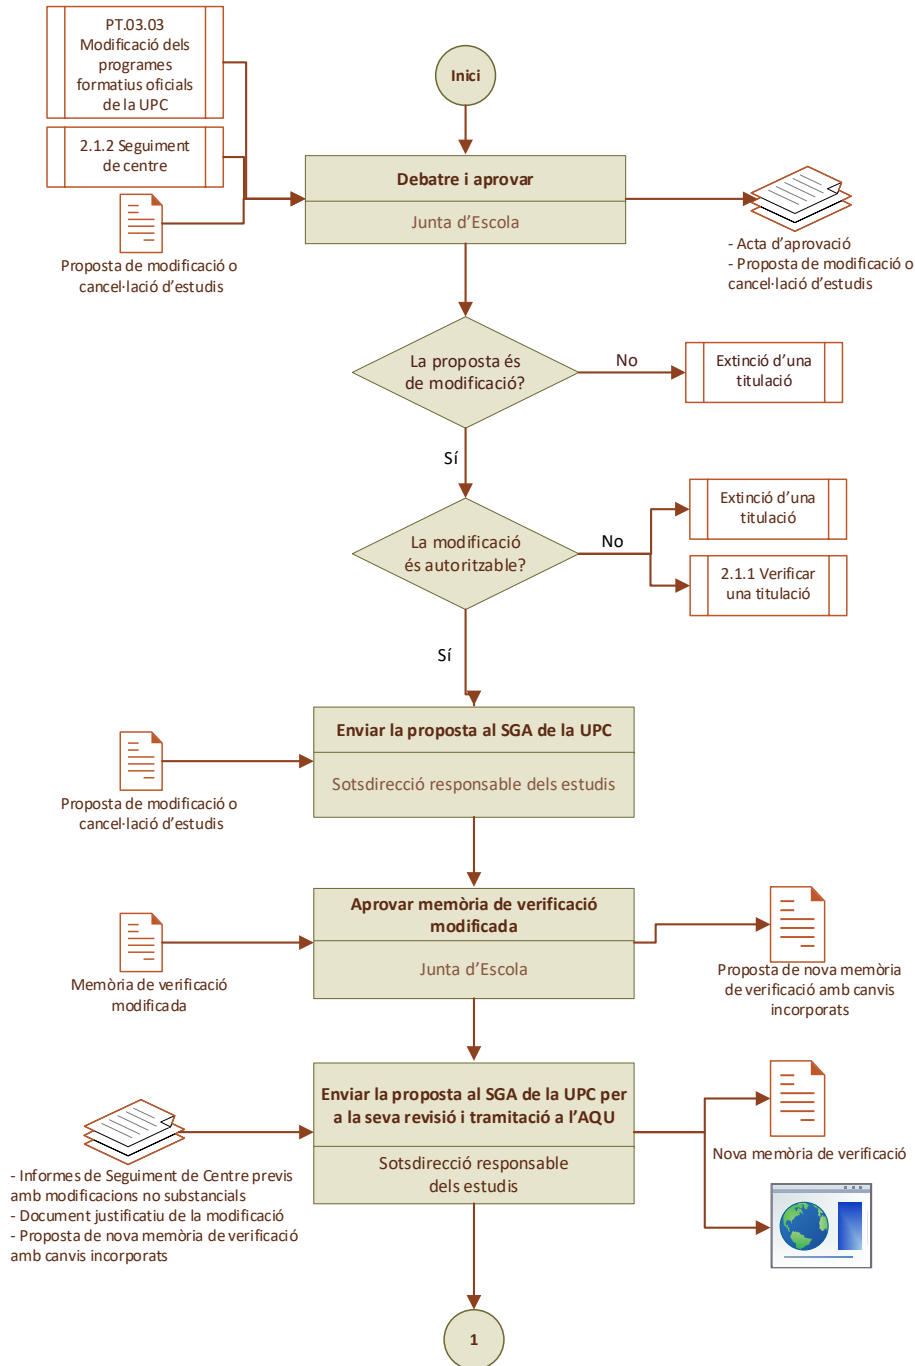 PT.03.03
Modificació dels
programes
formatius oficials
de la UPC
Inici
2.1.2 Seguiment
de centre
Debatre i aprovar
Junta d’Escola
Proposta de modificació o
cancel·lació d’estudis
- Acta d’aprovació
- Proposta de modificació o
cancel·lació d’estudis
La proposta és
de modificació?
No
Extinció d’una
titulació
Sí
La modificació
és autoritzable?
No
Extinció d’una
titulació
2.1.1 Verificar
una titulació
Sí
Enviar la proposta al SGA de la UPC
Sotsdirecció responsable dels estudis
Proposta de modificació o
cancel·lació d’estudis
Aprovar memòria de verificació
modificada
Junta d’Escola
Memòria de verificació
modificada
Proposta de nova memòria
de verificació amb canvis
incorporats
Enviar la proposta al SGA de la UPC per
a la seva revisió i tramitació a l’AQU
Sotsdirecció responsable
dels estudis
- Informes de Seguiment de Centre previs
amb modificacions no substancials
- Document justificatiu de la modificació
- Proposta de nova memòria de verificació
amb canvis incorporats
Nova memòria de verificació
1